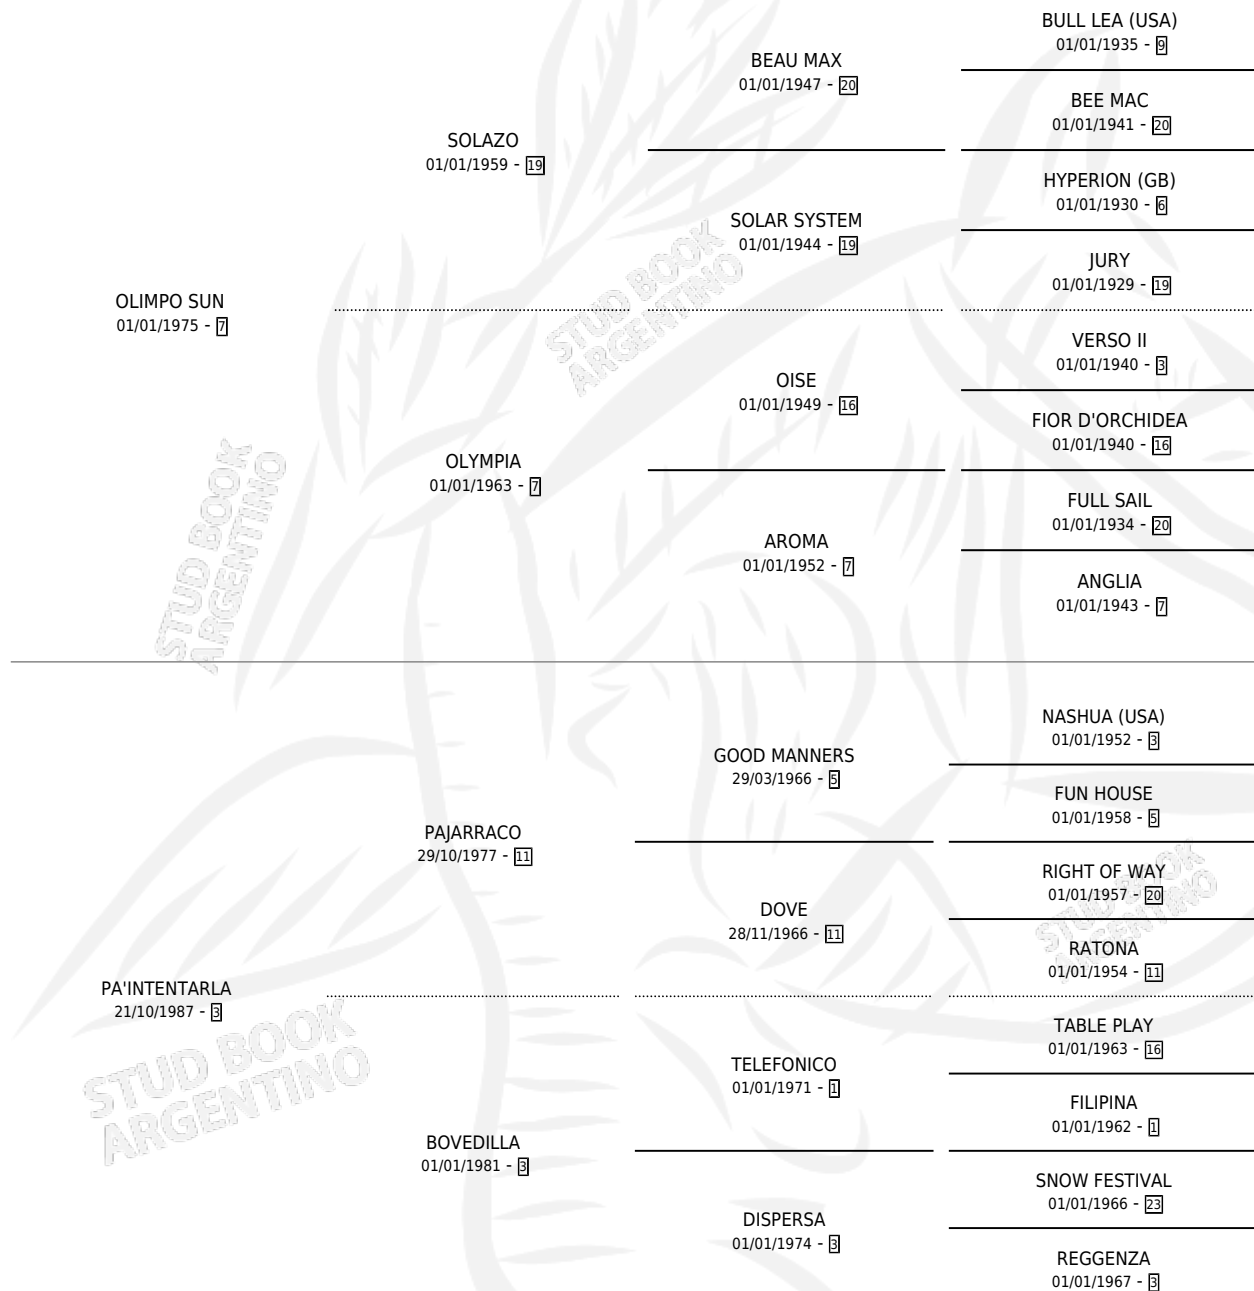 BULL LEA (USA)
01/01/1935 - 9
BEAU MAX
01/01/1947 - 20
BEE MAC
01/01/1941 - 20
SOLAZO
01/01/1959 - 19
HYPERION (GB)
01/01/1930 - 6
SOLAR SYSTEM
01/01/1944 - 19
JURY
01/01/1929 - 19
OLIMPO SUN
01/01/1975 - 7
VERSO II
01/01/1940 - 3
OISE
01/01/1949 - 16
FIOR D'ORCHIDEA
01/01/1940 - 16
OLYMPIA
01/01/1963 - 7
FULL SAIL
01/01/1934 - 20
AROMA
01/01/1952 - 7
ANGLIA
01/01/1943 - 7
NASHUA (USA)
01/01/1952 - 3
GOOD MANNERS
29/03/1966 - 5
FUN HOUSE
01/01/1958 - 5
PAJARRACO
29/10/1977 - 11
RIGHT OF WAY
01/01/1957 - 20
DOVE
28/11/1966 - 11
RATONA
01/01/1954 - 11
PA'INTENTARLA
21/10/1987 - 3
TABLE PLAY
01/01/1963 - 16
TELEFONICO
01/01/1971 - 1
FILIPINA
01/01/1962 - 1
BOVEDILLA
01/01/1981 - 3
SNOW FESTIVAL
01/01/1966 - 23
DISPERSA
01/01/1974 - 3
REGGENZA
01/01/1967 - 3
STUD BOOK
ARGENTINO
STUD BOOK
ARGENTINO
STUD BOOK
ARGENTINO
STUD BOOK
ARGENTINO